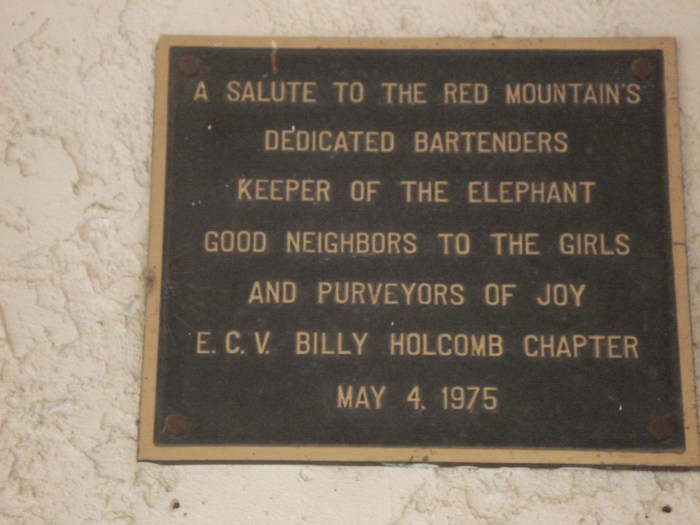 A SALUTE TO THE RED MOUNTAIN'S
DEDICATED BARTENDERS
KEEPER OF THE ELEPHANT
GOOD NEIGHBORS TO THE GIRLS
AND PURVEYORS OF JOY
E. C. V. BILLY HOLCOMB CHAPTER
MAY 4, 1975